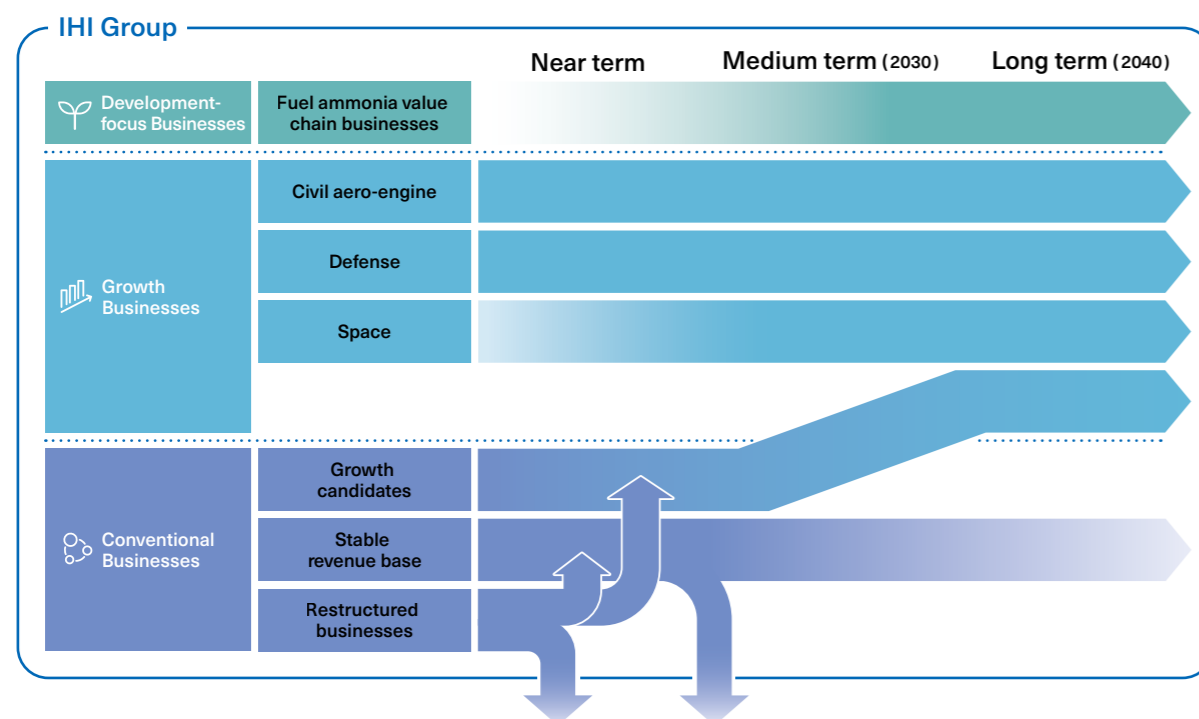 IHI Group
Near term
Medium term (2030)
Long term (2040)
Development-
focus Businesses
Fuel ammonia value
chain businesses
Growth
Businesses
Civil aero-engine
Defense
Space
Conventional
Businesses
Growth
candidates
Stable
revenue base
Restructured
businesses